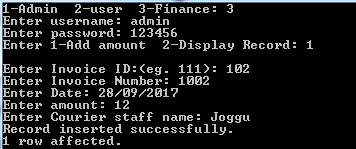 1-Admin  2-user  3-Finance: 3
Enter username: admin
Enter password: 123456
Enter 1-Add amount  2-Display Record: 1
Enter Invoice ID:(eg. 111): 102
Enter Invoice Number: 1002
Enter Date: 28/09/2017
Enter amount: 12
Enter Courier staff name: Joggu
Record inserted successfully.
1 row affected.